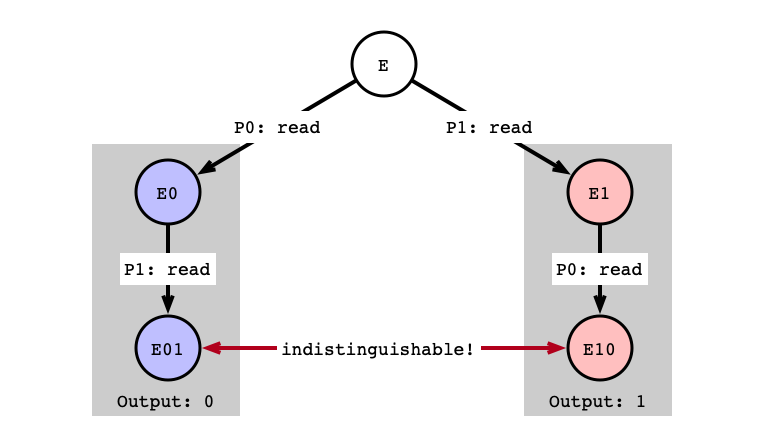 E
P0: read
P1: read
E0
E1
P1: read
P0: read
E01
indistinguishable!
E10
Output: 0
Output: 1